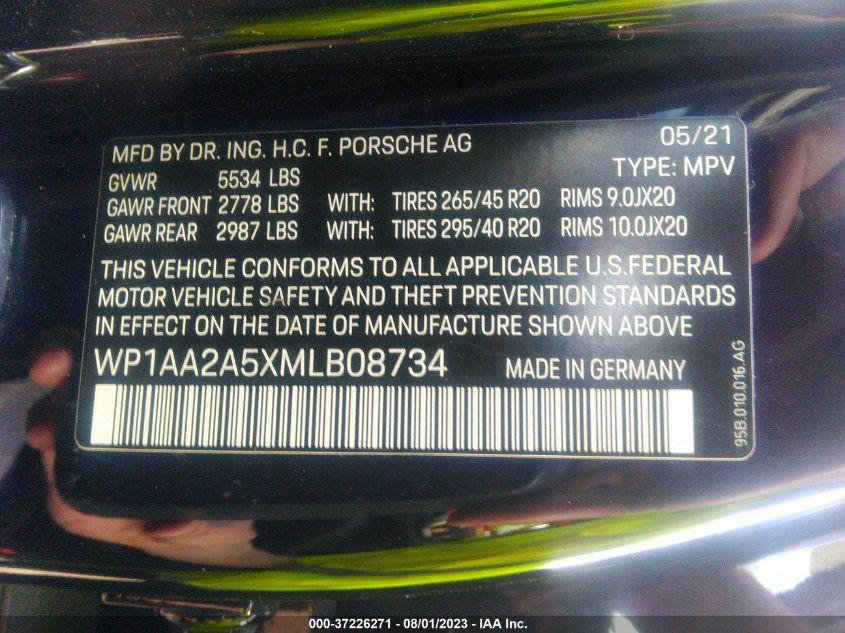 MFD BY DR. ING. H.C. F. PORSCHE AG 05/21
TYPE: MPV
GVWR 5534 LBS
GAWR FRONT 2778 LBS WITH: TIRES 265/45 R20 RIMS 9.0JX20
GAWR REAR 2987 LBS WITH: TIRES 295/40 R20 RIMS 10.0JX20
THIS VEHICLE CONFORMS TO ALL APPLICABLE U.S.FEDERAL
MOTOR VEHICLE SAFETY AND THEFT PREVENTION STANDARDS
IN EFFECT ON THE DATE OF MANUFACTURE SHOWN ABOVE
WP1AA2A5XMLB08734 MADE IN GERMANY
95B.010.016.AG
000-37226271 - 08/01/2023 - IAA Inc.